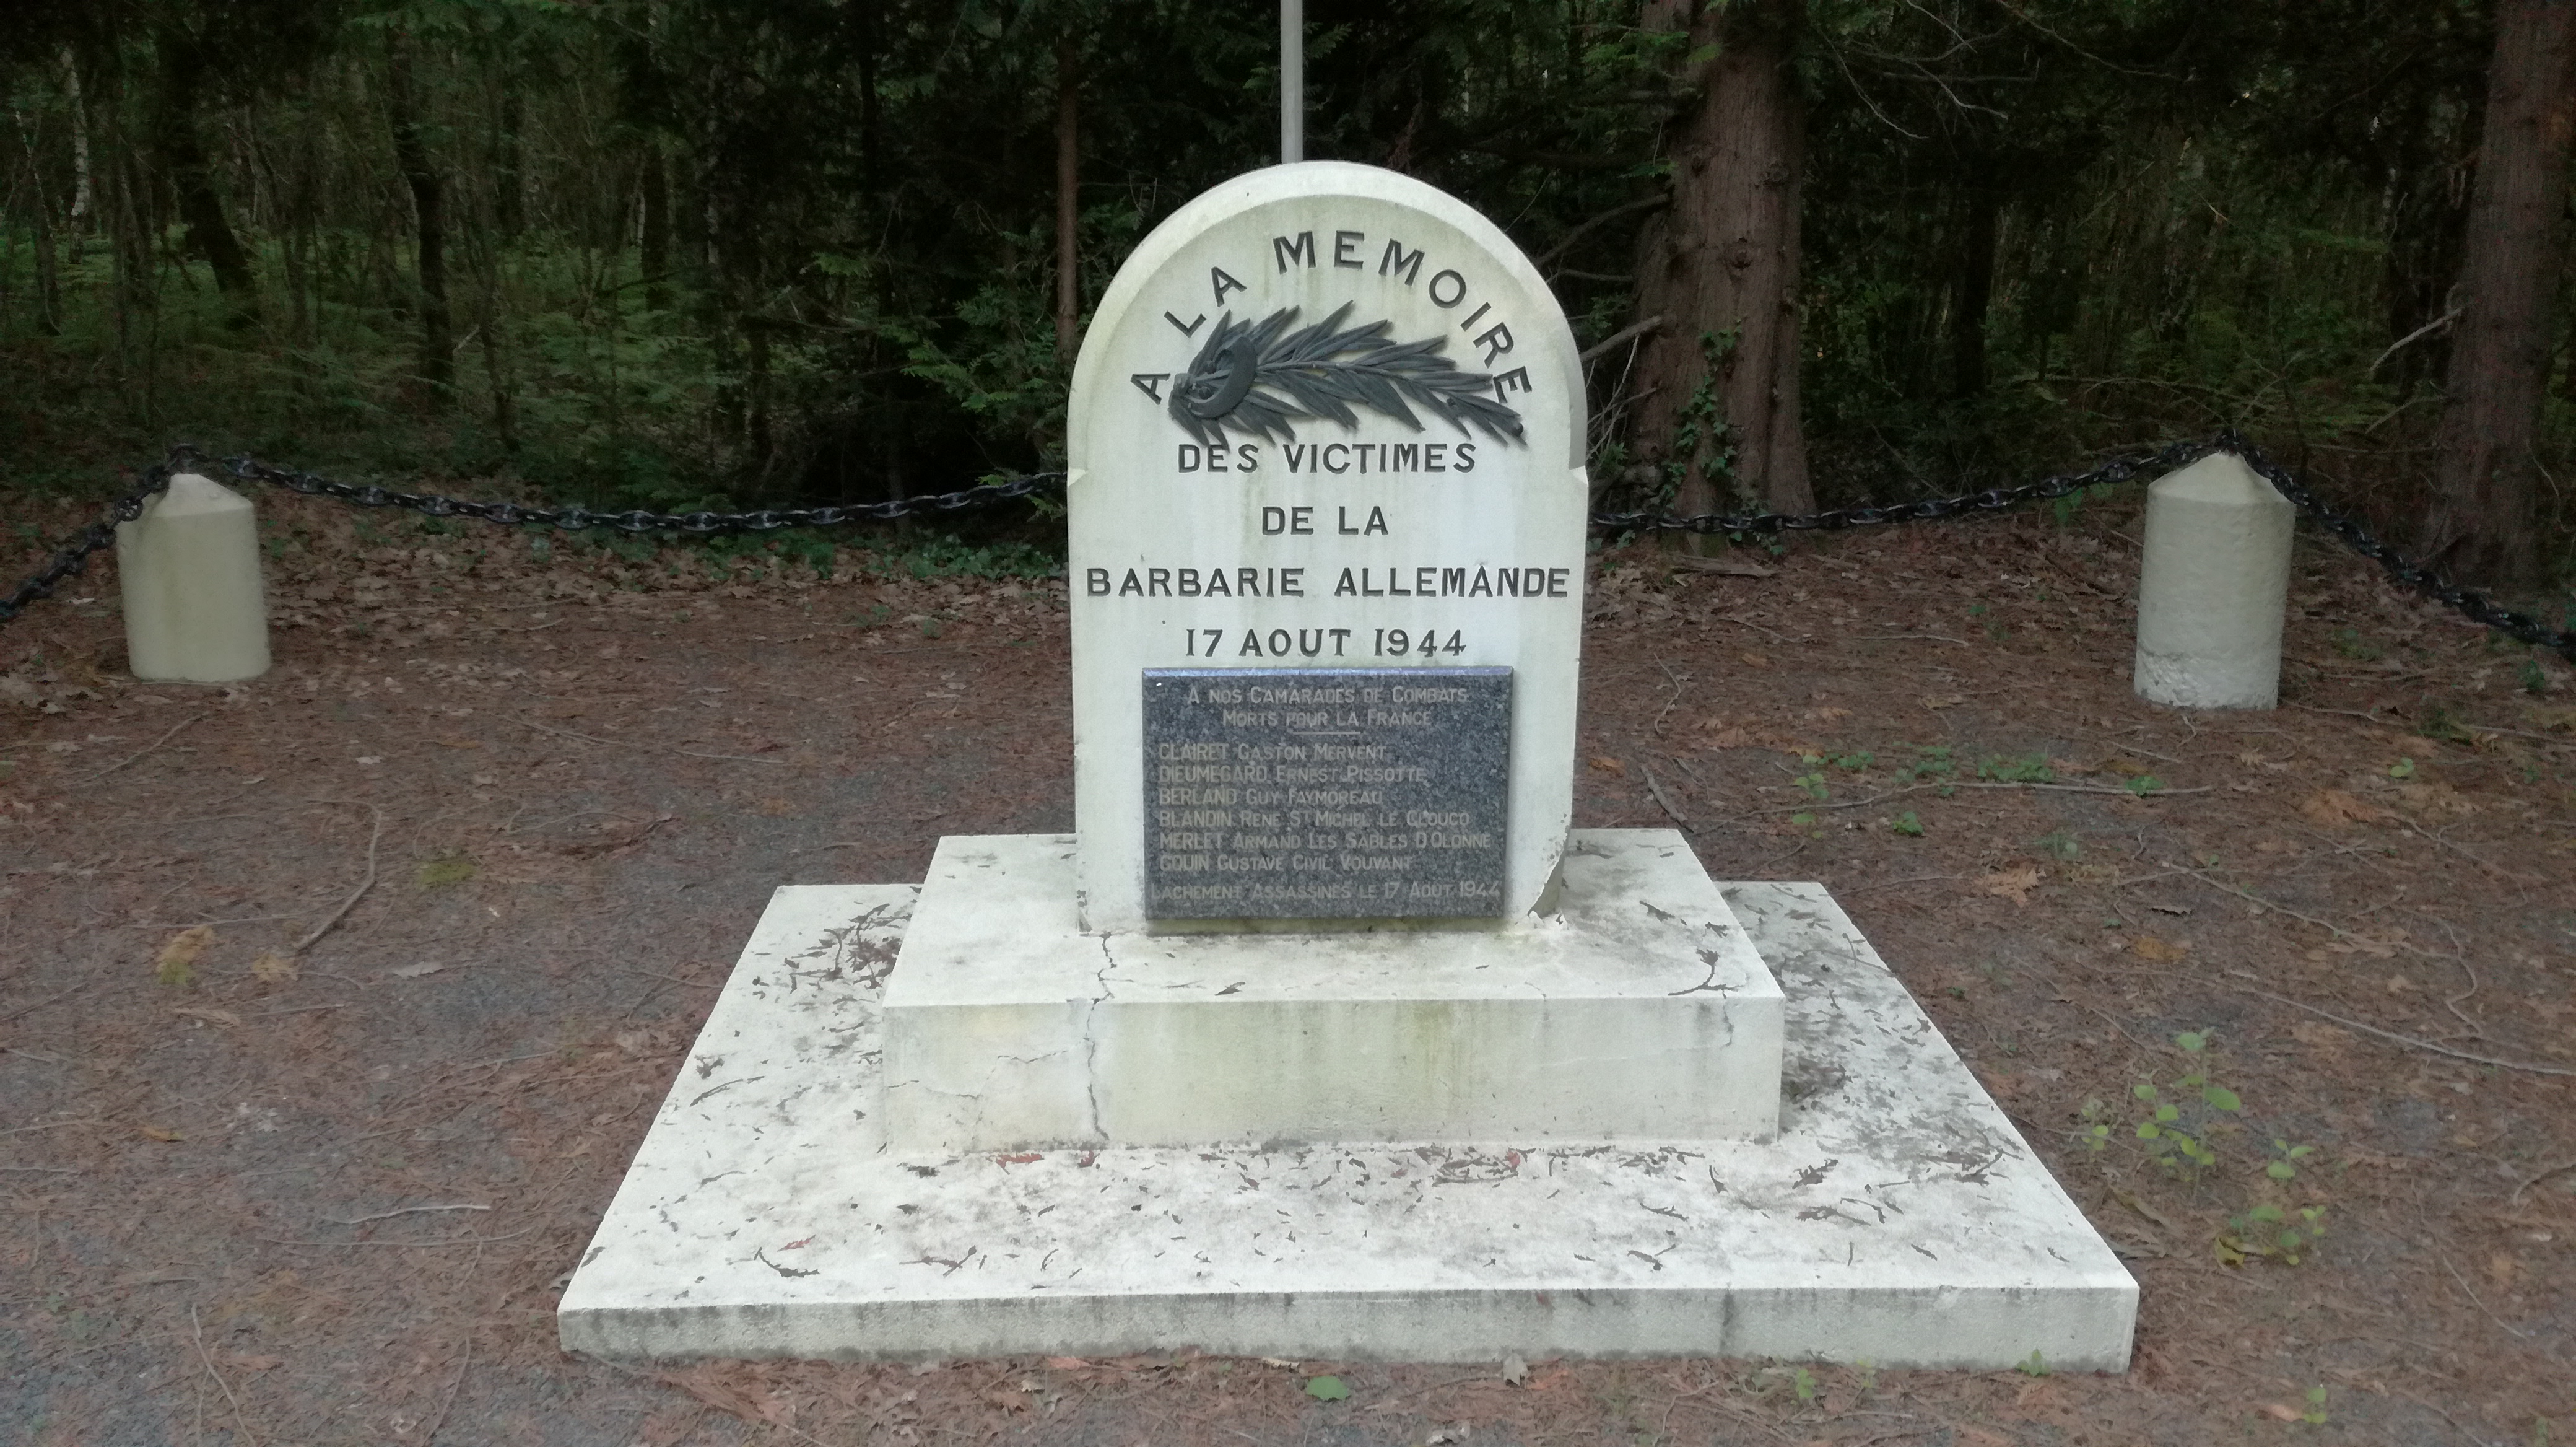 A LA MEMOIRE
DES VICTIMES
DE LA
BARBARIE ALLEMANDE
17 AOUT 1944
A NOS CAMARADES DE COMBATS
MORTS POUR LA FRANCE
CLAIRET GASTON MERVENT
DIEUMEGARD ERNEST PISSOTTE
BERLAND GUY FAYMOREAU
BLANDIN RENE ST MICHEL LE CLOUCQ
MERLET ARMAND LES SABLES D'OLONNE
GOUIN GUSTAVE CIVIL VOUVANT
LACHEMENT ASSASSINES LE 17 AOUT 1944